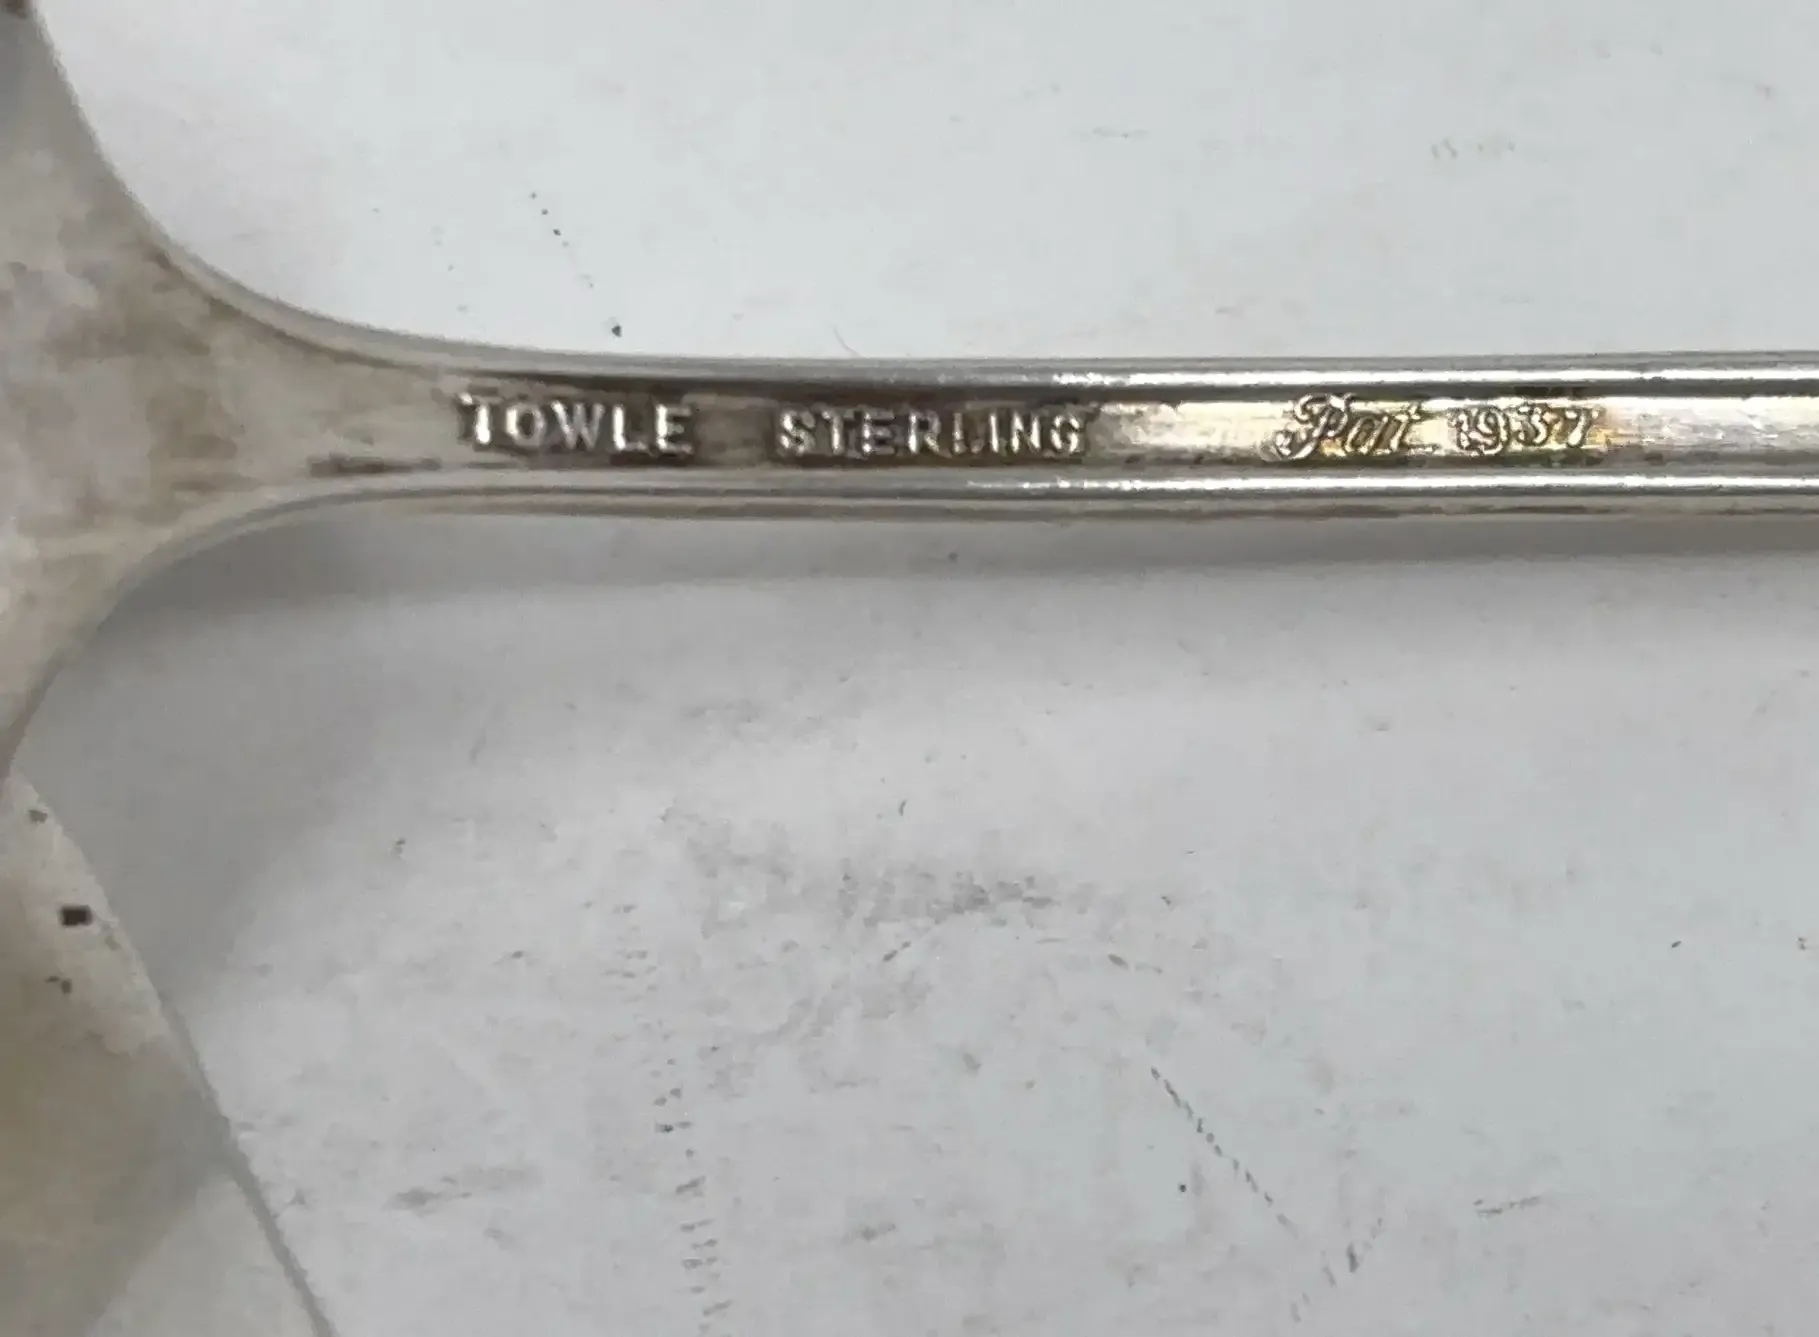 TOWLE STERLING Pat. 1937